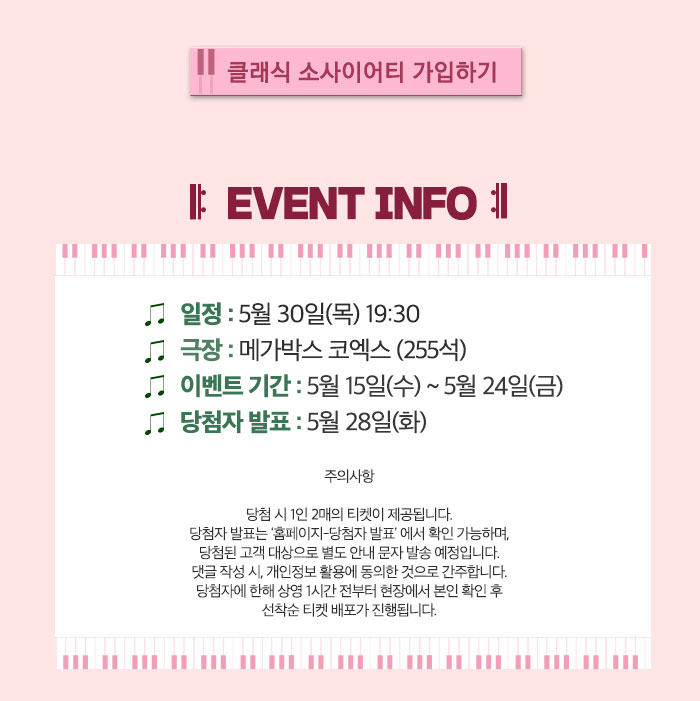 클래식 소사이어티 가입하기
EVENT INFO
일정 : 5월 30일(목) 19:30
극장 : 메가박스 코엑스 (255석)
이벤트 기간 : 5월 15일(수) ~ 5월 24일(금)
당첨자 발표 : 5월 28일(화)
주의사항
당첨 시 1인 2매의 티켓이 제공됩니다.
당첨자 발표는 ‘홈페이지-당첨자 발표’ 에서 확인 가능하며,
당첨된 고객 대상으로 별도 안내 문자 발송 예정입니다.
댓글 작성 시, 개인정보 활용에 동의한 것으로 간주합니다.
당첨자에 한해 상영 1시간 전부터 현장에서 본인 확인 후
선착순 티켓 배포가 진행됩니다.